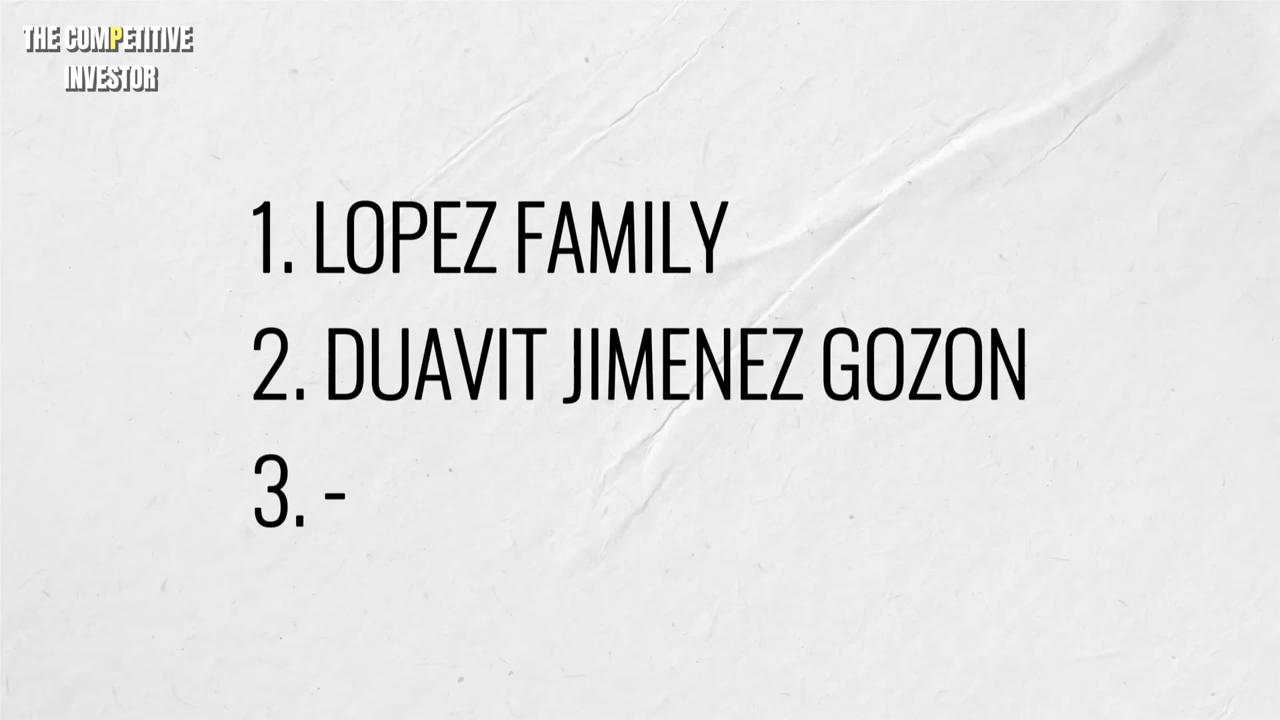 THE COMPETITIVE
INVESTOR
1. LOPEZ FAMILY
2. DUAVIT JIMENEZ GOZON
3. -